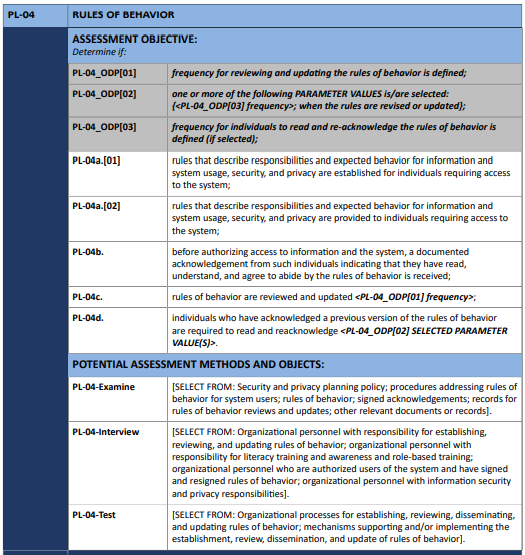 PL-04 RULES OF BEHAVIOR
ASSESSMENT OBJECTIVE:
Determine if:
PL-04_ODP[01] frequency for reviewing and updating the rules of behavior is defined;
PL-04_ODP[02] one or more of the following PARAMETER VALUES is/are selected:
{<PL-04_ODP[03] frequency>; when the rules are revised or updated};
PL-04_ODP[03] frequency for individuals to read and re-acknowledge the rules of behavior is
defined (if selected);
PL-04a.[01] rules that describe responsibilities and expected behavior for information and
system usage, security, and privacy are established for individuals requiring access
to the system;
PL-04a.[02] rules that describe responsibilities and expected behavior for information and
system usage, security, and privacy are provided to individuals requiring access to
the system;
PL-04b. before authorizing access to information and the system, a documented
acknowledgement from such individuals indicating that they have read,
understand, and agree to abide by the rules of behavior is received;
PL-04c. rules of behavior are reviewed and updated <PL-04_ODP[01] frequency>;
PL-04d. individuals who have acknowledged a previous version of the rules of behavior
are required to read and reacknowledge <PL-04_ODP[02] SELECTED PARAMETER
VALUE(S)>.
POTENTIAL ASSESSMENT METHODS AND OBJECTS:
PL-04-Examine [SELECT FROM: Security and privacy planning policy; procedures addressing rules of
behavior for system users; rules of behavior; signed acknowledgements; records for
rules of behavior reviews and updates; other relevant documents or records].
PL-04-Interview [SELECT FROM: Organizational personnel with responsibility for establishing,
reviewing, and updating rules of behavior; organizational personnel with
responsibility for literacy training and awareness and role-based training;
organizational personnel who are authorized users of the system and have signed
and resigned rules of behavior; organizational personnel with information security
and privacy responsibilities].
PL-04-Test [SELECT FROM: Organizational processes for establishing, reviewing, disseminating,
and updating rules of behavior; mechanisms supporting and/or implementing the
establishment, review, dissemination, and update of rules of behavior].